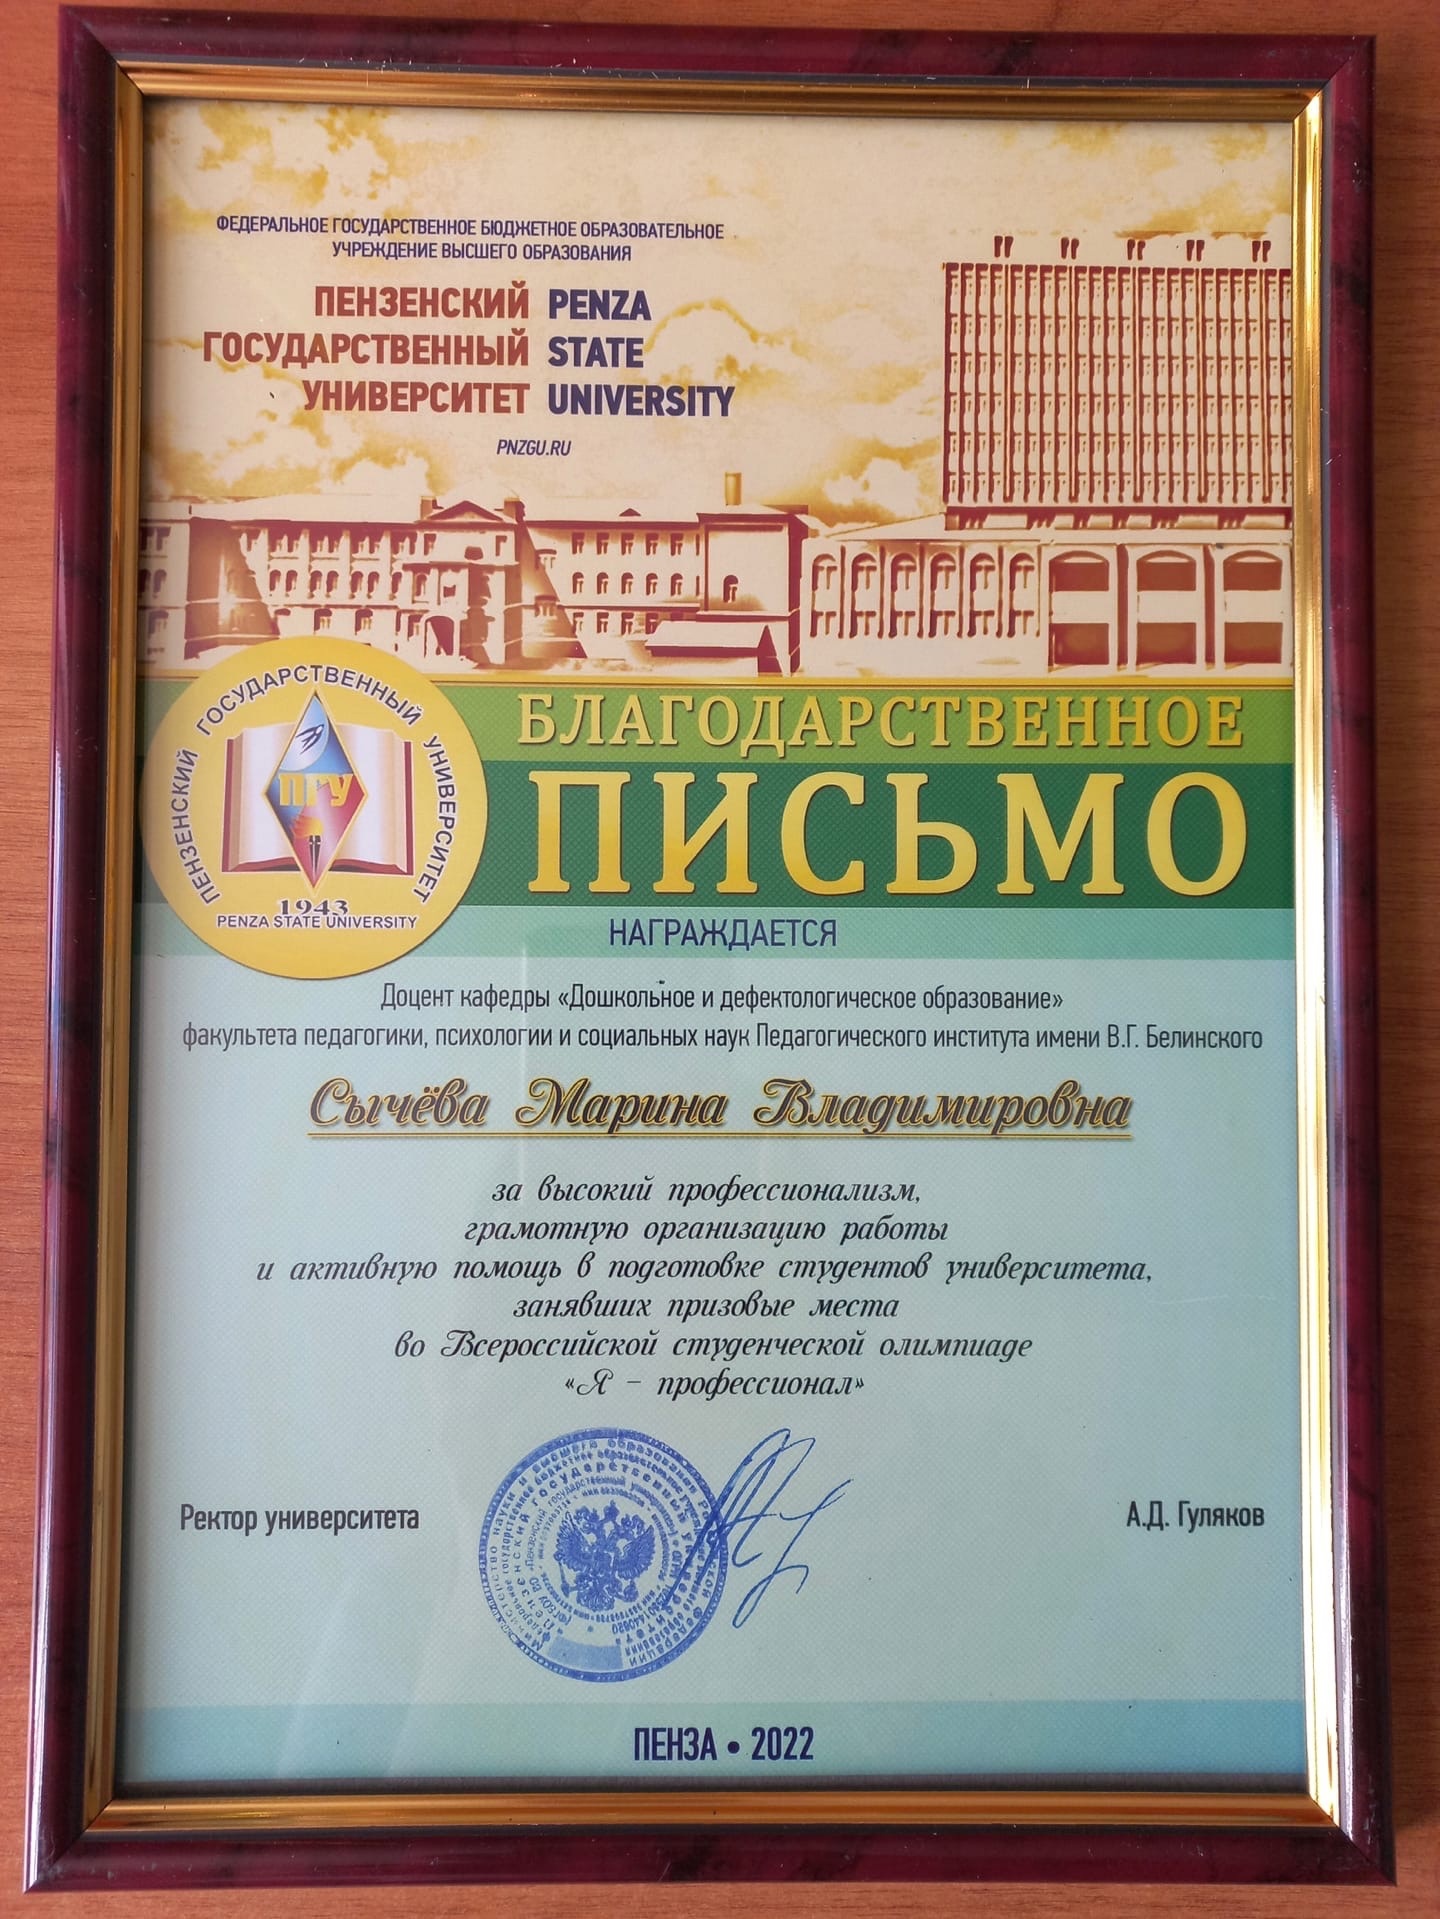 ФЕДЕРАЛЬНОЕ ГОСУДАРСТВЕННОЕ БЮДЖЕТНОЕ ОБРАЗОВАТЕЛЬНОЕ
УЧРЕЖДЕНИЕ ВЫСШЕГО ОБРАЗОВАНИЯ
ПЕНЗЕНСКИЙ PENZA
ГОСУДАРСТВЕННЫЙ STATE
УНИВЕРСИТЕТ UNIVERSITY
PNZGU.RU
ПЕНЗЕНСКИЙ ГОСУДАРСТВЕННЫЙ УНИВЕРСИТЕТ
ПГУ
1943
PENZA STATE UNIVERSITY
БЛАГОДАРСТВЕННОЕ
ПИСЬМО
НАГРАЖДАЕТСЯ
Доцент кафедры «Дошкольное и дефектологическое образование»
факультета педагогики, психологии и социальных наук Педагогического института имени В.Г. Белинского
Сычёва Марина Владимировна
за высокий профессионализм,
грамотную организацию работы
и активную помощь в подготовке студентов университета,
занявших призовые места
во Всероссийской студенческой олимпиаде
«Я – профессионал»
Ректор университета
А.Д. Гуляков
ПЕНЗА • 2022